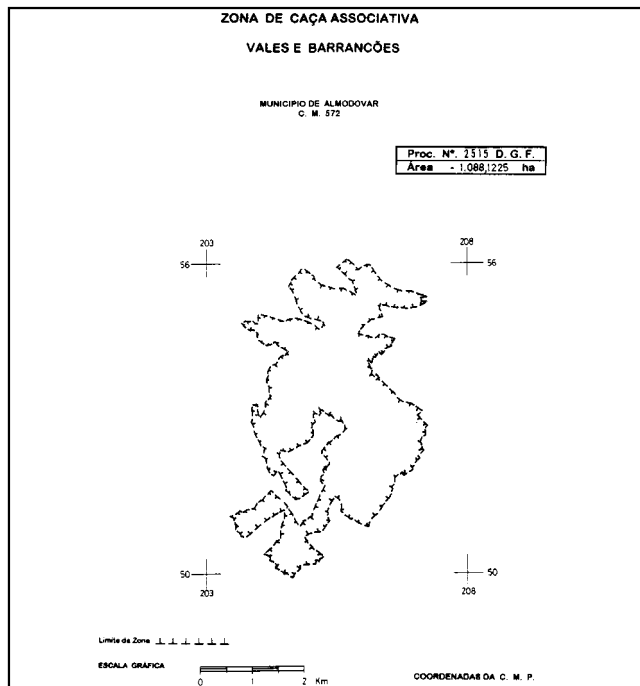 ZONA DE CAÇA ASSOCIATIVA
VALES E BARRANCÕES
MUNICIPIO DE ALMODOVAR
C. M. 572
Proc. Nº. 2515 D. G. F.
Área - 1.088,1225 ha
203
208
56
56
50
50
203
208
Limite da Zona
ESCALA GRÁFICA
0 1 2 Km
COORDENADAS DA C. M. P.